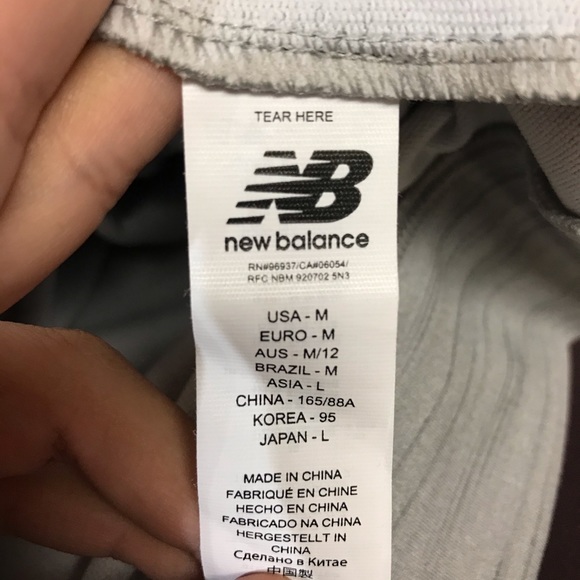 TEAR HERE
NB
new balance
RN#96937/CA#06054/
RFC NBM 920702 5N3
USA - M
EURO - M
AUS - M/12
BRAZIL - M
ASIA - L
CHINA - 165/88A
KOREA - 95
JAPAN - L
MADE IN CHINA
FABRIQUÉ EN CHINE
HECHO EN CHINA
FABRICADO NA CHINA
HERGESTELLT IN
CHINA
Сделано в Китае
中国製